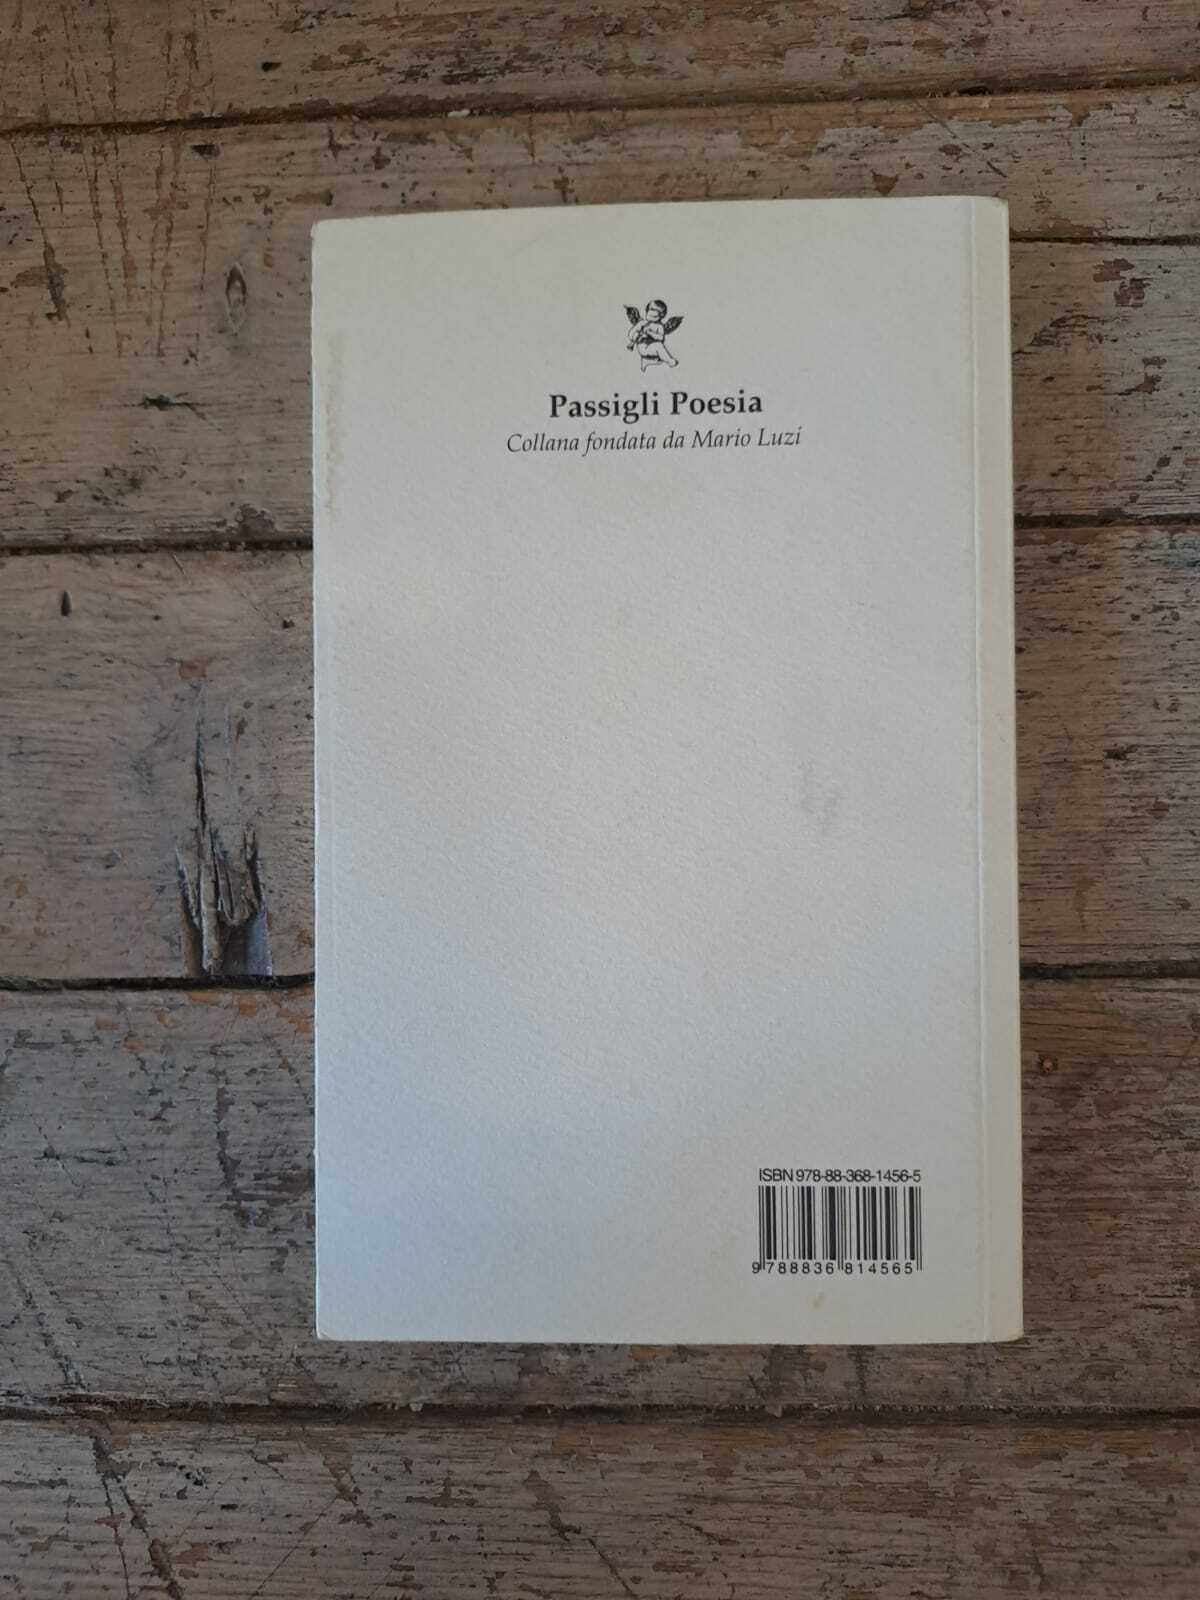 Passigli Poesia
Collana fondata da Mario Luzi
ISBN 978-88-368-1456-5
9 788836 814565